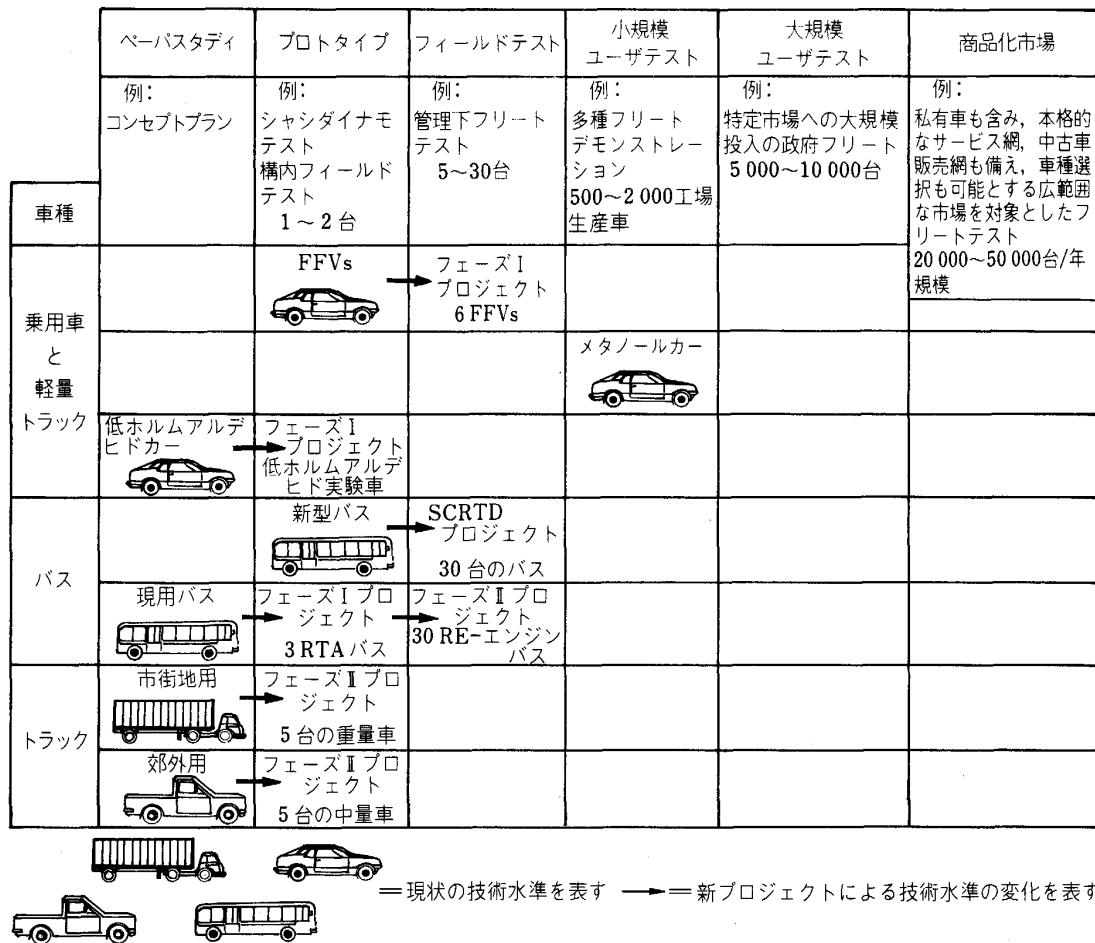 ペーパスタディ
プロトタイプ
フィールドテスト
小規模
ユーザテスト
大規模
ユーザテスト
商品化市場
車種
例:
コンセプトプラン
例:
シャシダイナモ
テスト
構内フィールド
テスト
1~2台
例:
管理下フリート
テスト
5~30台
例:
多種フリート
デモンストレー
ション
500~2 000工場
生産車
例:
特定市場への大規模
投入の政府フリート
5 000~10 000台
例:
私有車も含み,本格的
なサービス網,中古車
販売網も備え,車種選
択も可能とする広範囲
な市場を対象としたフ
リートテスト
20 000~50 000台/年
規模
乗用車
と
軽量
トラック
FFVs
フェーズⅠ
プロジェクト
6 FFVs
メタノールカー
低ホルムアルデ
ヒドカー
フェーズⅠ
プロジェクト
低ホルムアルデ
ヒド実験車
バス
新型バス
SCRTD
プロジェクト
30台のバス
現用バス
フェーズⅠプロ
ジェクト
3 RTAバス
フェーズⅡプロ
ジェクト
30 RE-エンジン
バス
トラック
市街地用
フェーズⅡプロ
ジェクト
5台の重量車
郊外用
フェーズⅡプロ
ジェクト
5台の中量車
=現状の技術水準を表す →=新プロジェクトによる技術水準の変化を表す